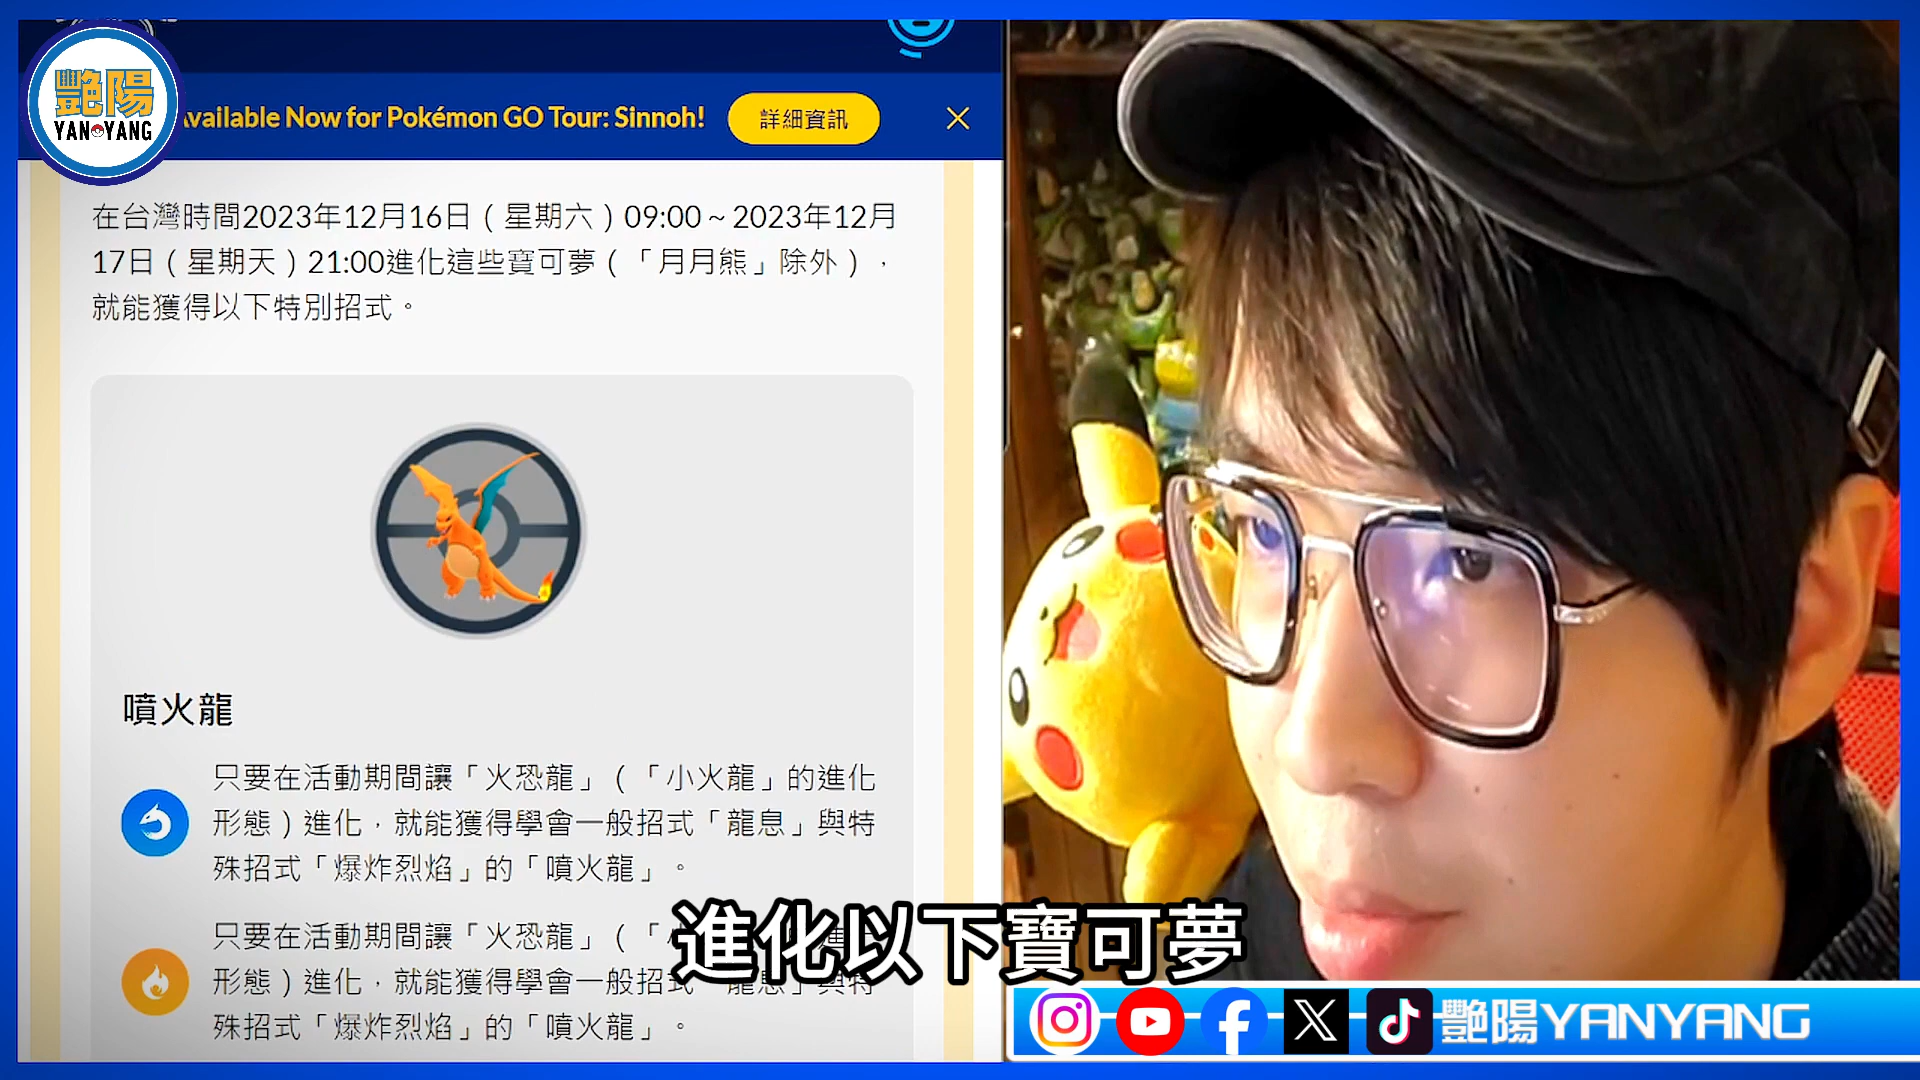 艷陽
YAN YANG
Available Now for Pokémon GO Tour: Sinnoh!
詳細資訊
在台灣時間2023年12月16日(星期六)09:00~2023年12月
17日(星期天)21:00進化這些寶可夢(「月月熊」除外),
就能獲得以下特別招式。
噴火龍
只要在活動期間讓「火恐龍」(「小火龍」的進化
形態)進化,就能獲得學會一般招式「龍息」與特
殊招式「爆炸烈焰」的「噴火龍」。
只要在活動期間讓「火恐龍」(「小
形態)進化,就能獲得學會一般招式「龍息」與特
殊招式「爆炸烈焰」的「噴火龍」。
進化以下寶可夢
艷陽YANYANG